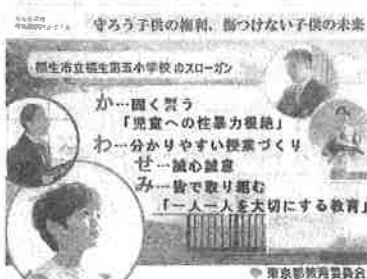 守ろう子供の権利、傷つけない子供の未来
福生市立福生第五小学校 のスローガン
か…固く誓う
「児童への性暴力根絶」
わ…分かりやすい授業づくり
せ…誠心誠意
み…皆で取り組む
「一人一人を大切にする教育」
東京都教育委員会